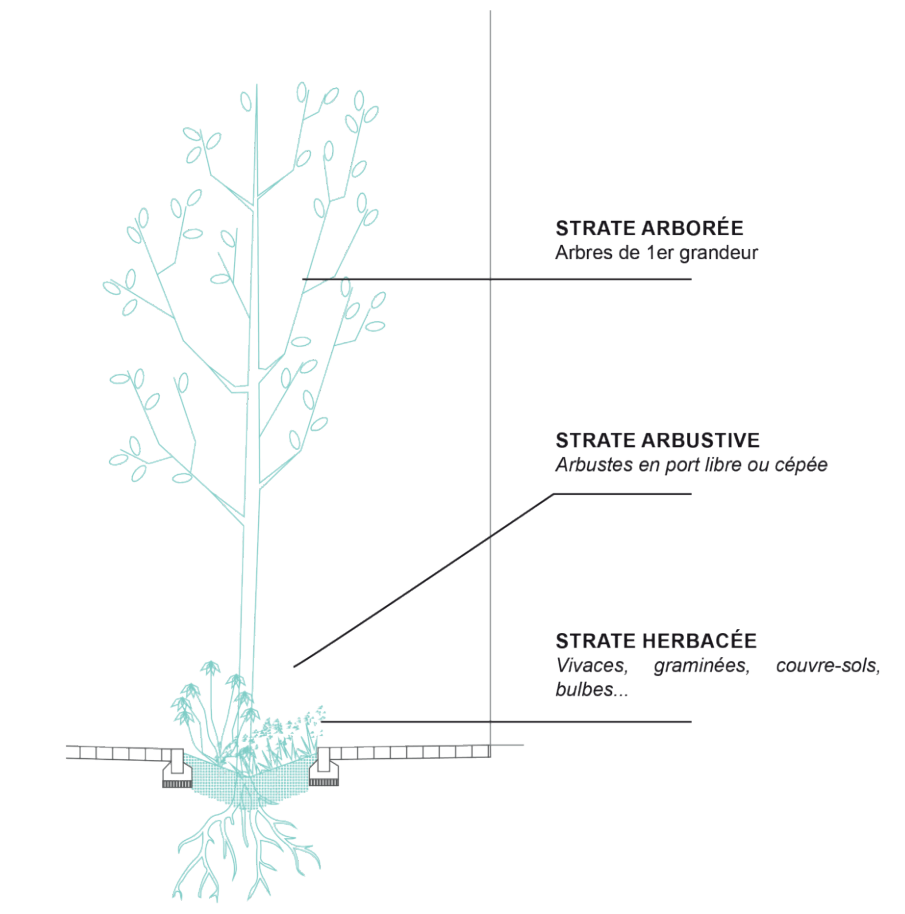 STRATE ARBORÉE
Arbres de 1er grandeur
STRATE ARBUSTIVE
Arbustes en port libre ou cépée
STRATE HERBACÉE
Vivaces, graminées, couvre-sols,
bulbes...